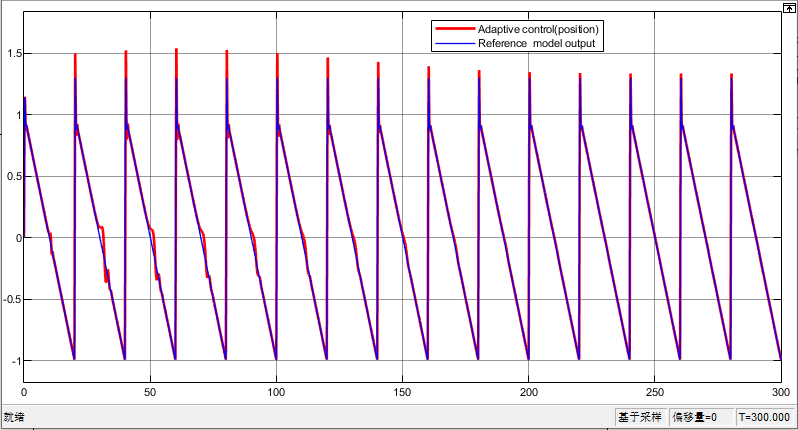 Adaptive control(position)
Reference model output
1.5
1
0.5
0
-0.5
-1
0 50 100 150 200 250 300
就绪 基于采样 偏移量=0 T=300.000